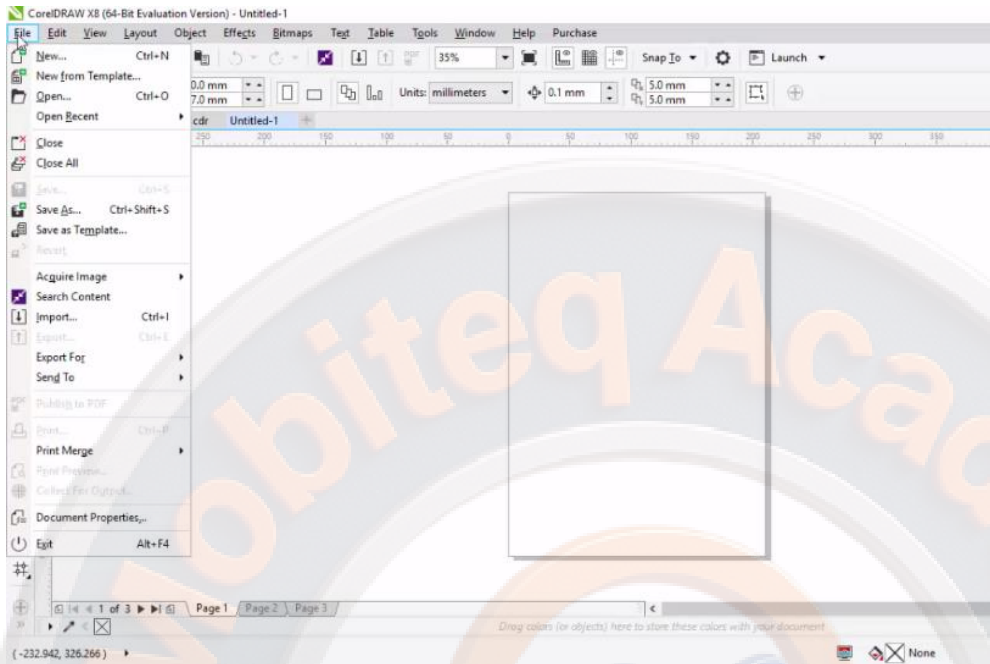 CorelDRAW X8 (64-Bit Evaluation Version) - Untitled-1
File Edit View Layout Object Effects Bitmaps Text Table Tools Window Help Purchase
New... Ctrl+N
35% Snap To Launch
New from Template...
Open... Ctrl+O
0.0 mm
7.0 mm
Units: millimeters
0.1 mm
5.0 mm
5.0 mm
Open Recent
cdr Untitled-1
250 200 150 100 50 0 50 100 150 200 250 300 350
Close
Close All
Save... Ctrl+S
Save As... Ctrl+Shift+S
Save as Template...
Revert
Acquire Image
Search Content
Import... Ctrl+I
Export... Ctrl+E
Export For
Send To
Publish to PDF
Print... Ctrl+P
Print Merge
Print Preview...
Collect For Output...
Document Properties...
Exit Alt+F4
Mobiteq Acad
1 of 3 Page 1 Page 2 Page 3
Drag colors (or objects) here to store these colors with your document
(-232.942, 326.266) None